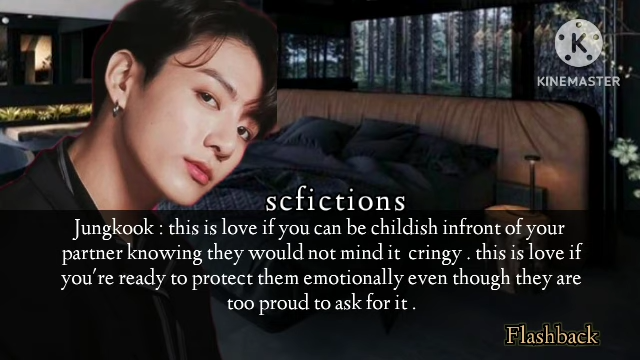 K
KINEMASTER
scfictions
Jungkook : this is love if you can be childish infront of your
partner knowing they would not mind it cringy . this is love if
you're ready to protect them emotionally even though they are
too proud to ask for it .
Flashback